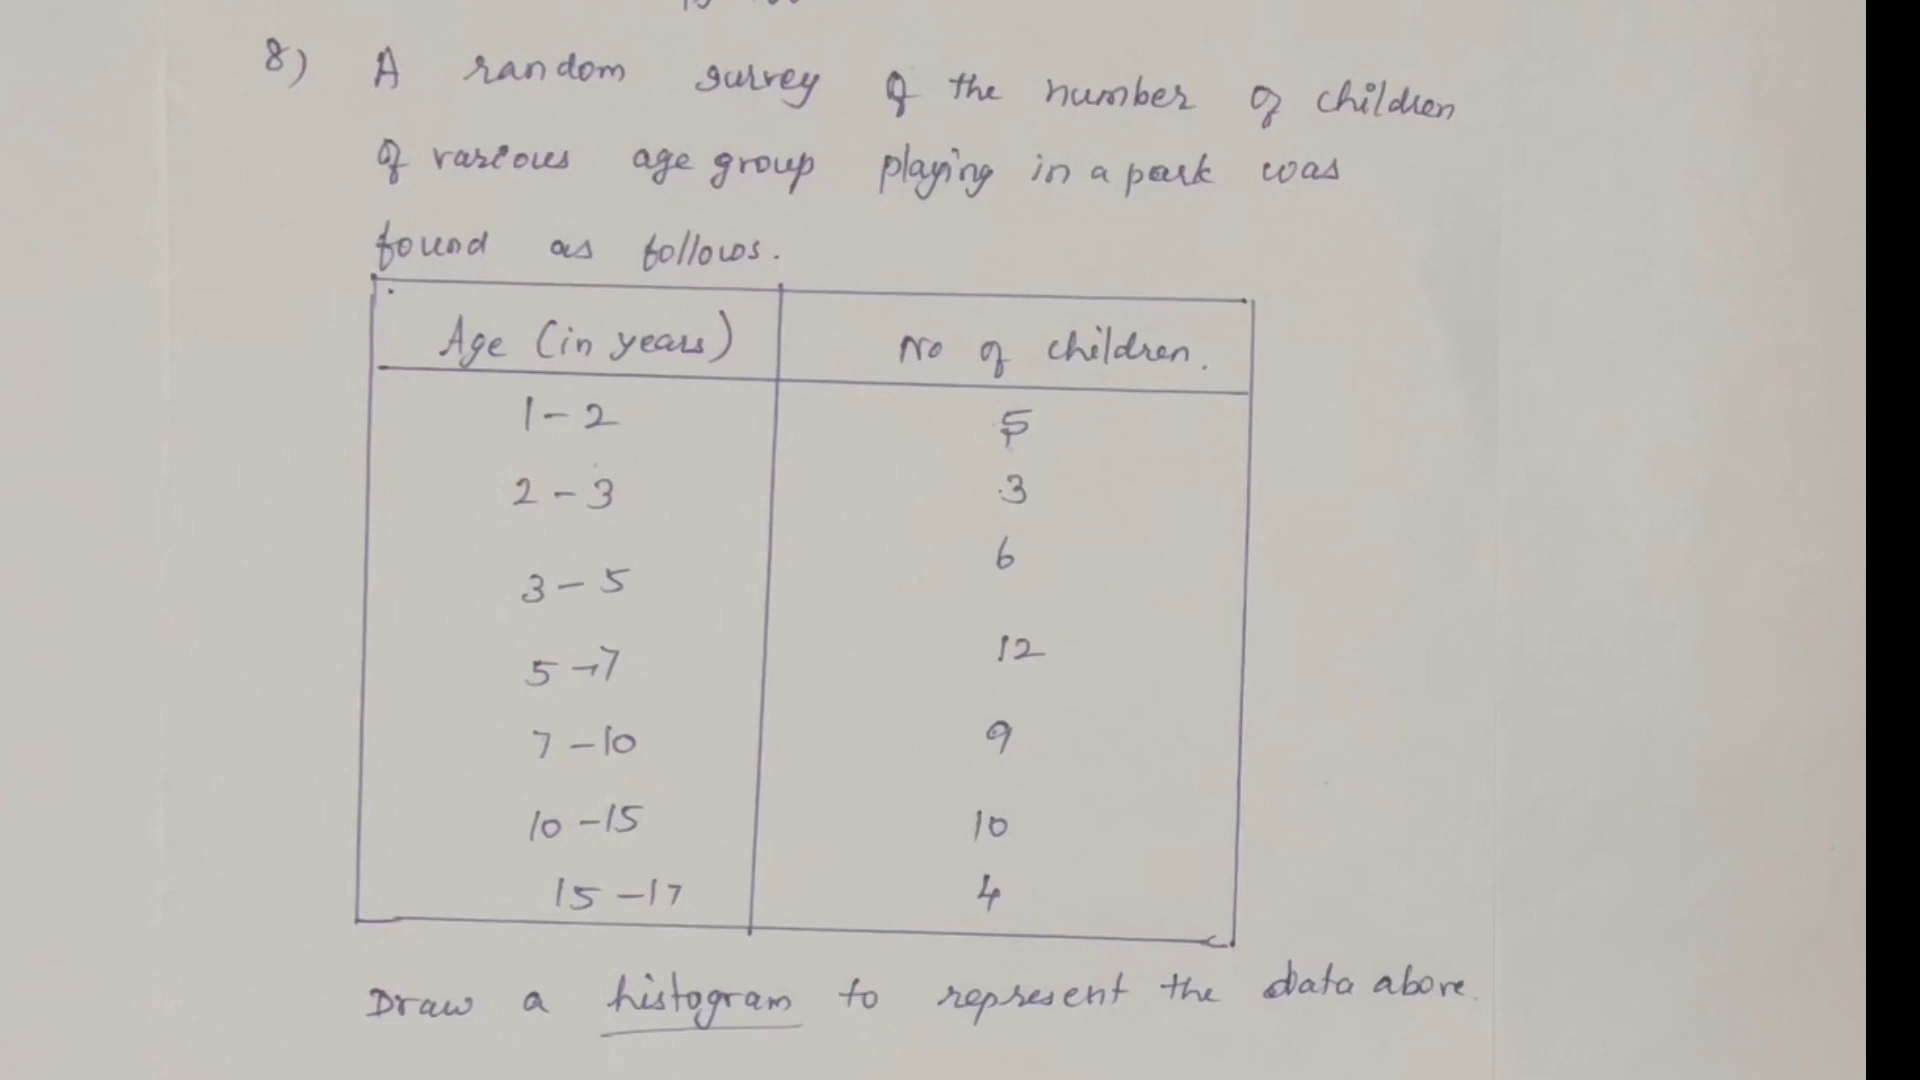 8) A random survey of the number of children
of various age group playing in a park was
found as follows.
Age (in years) No of children.
1 - 2 5
2 - 3 3
3 - 5 6
5 - 7 12
7 - 10 9
10 - 15 10
15 - 17 4
Draw a histogram to represent the data above.